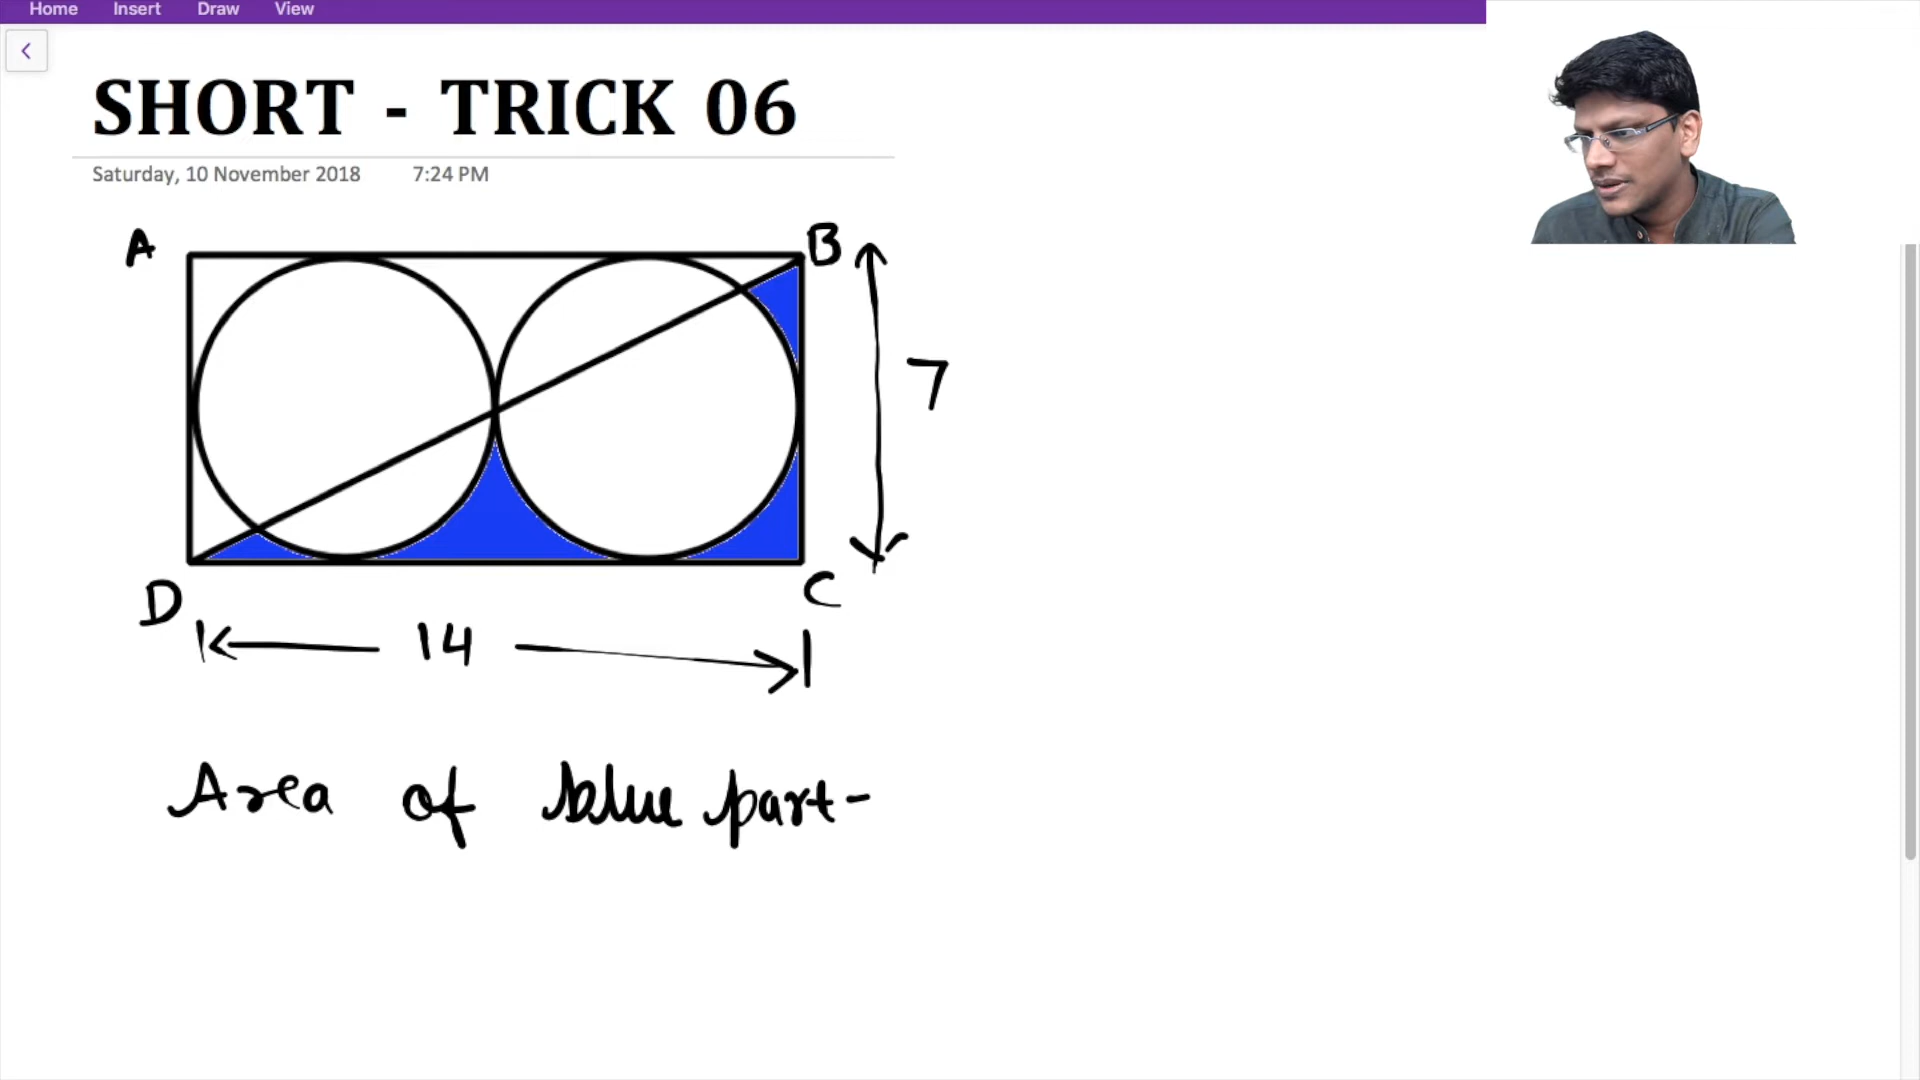 Home Insert Draw View
SHORT - TRICK 06
Saturday, 10 November 2018 7:24 PM
A
B
7
D
C
14
Area of blue part-